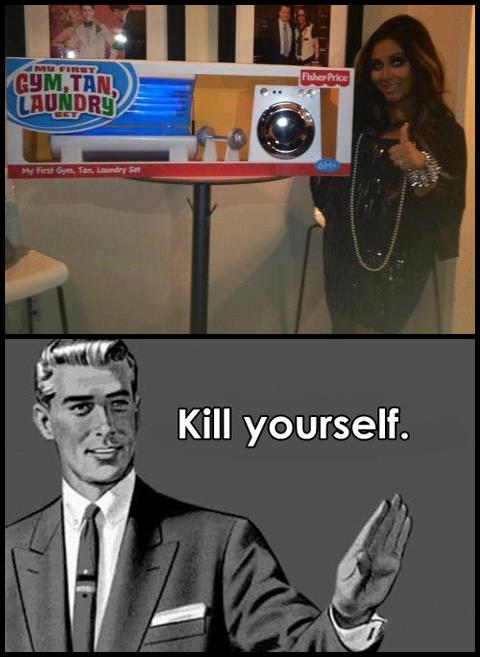 MY FIRST
GYM, TAN,
LAUNDRY
SET
Fisher-Price
6M+
My First Gym, Tan, Laundry Set
Kill yourself.